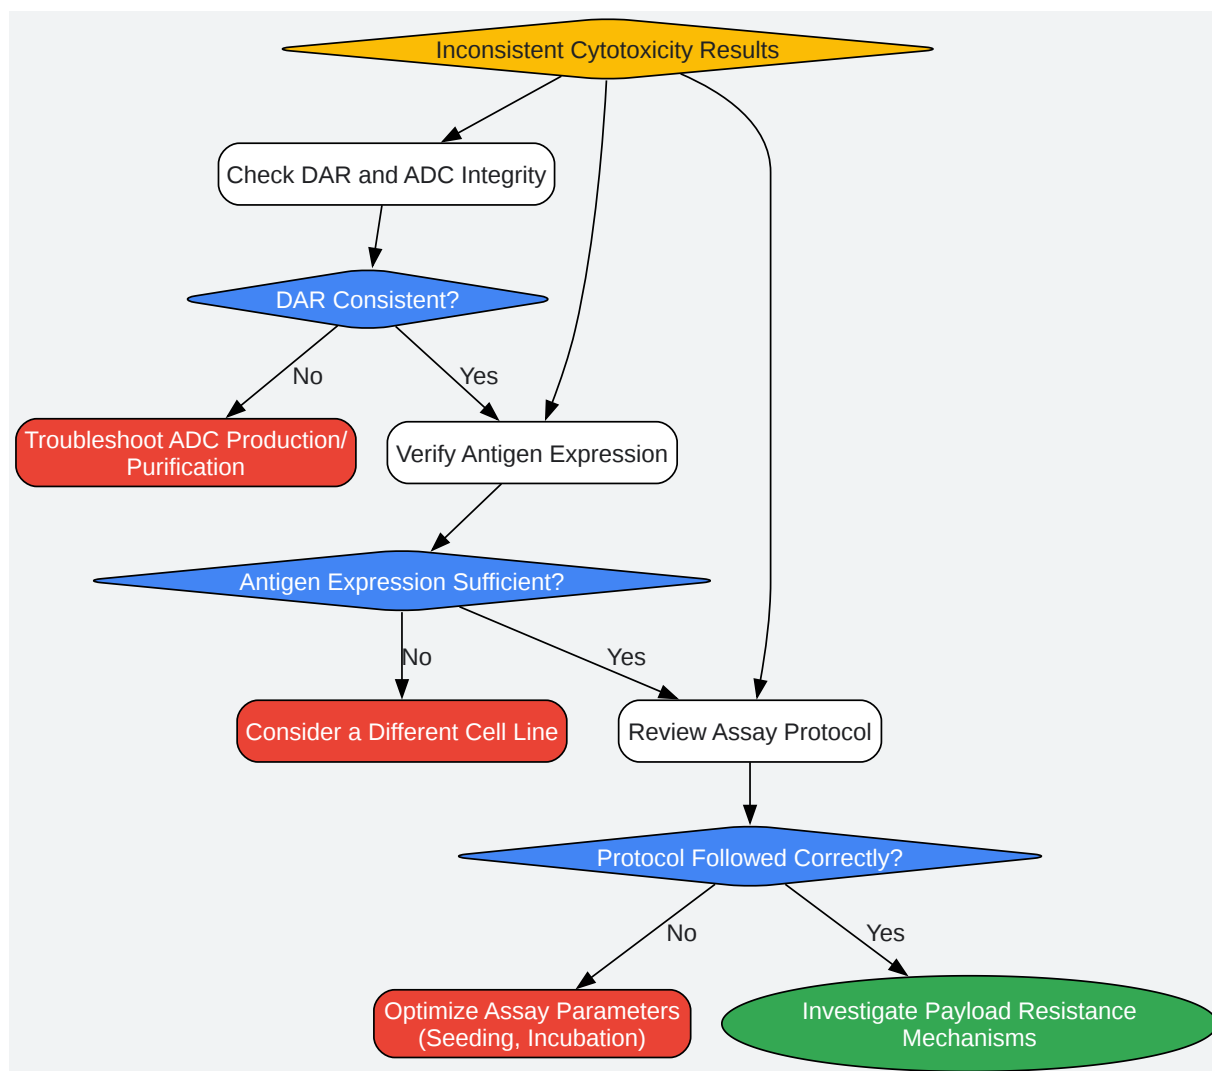 Inconsistent Cytotoxicity Results
Check DAR and ADC Integrity
DAR Consistent?
No
Yes
Troubleshoot ADC Production/
Purification
Verify Antigen Expression
Antigen Expression Sufficient?
No
Yes
Consider a Different Cell Line
Review Assay Protocol
Protocol Followed Correctly?
No
Yes
Optimize Assay Parameters
(Seeding, Incubation)
Investigate Payload Resistance
Mechanisms